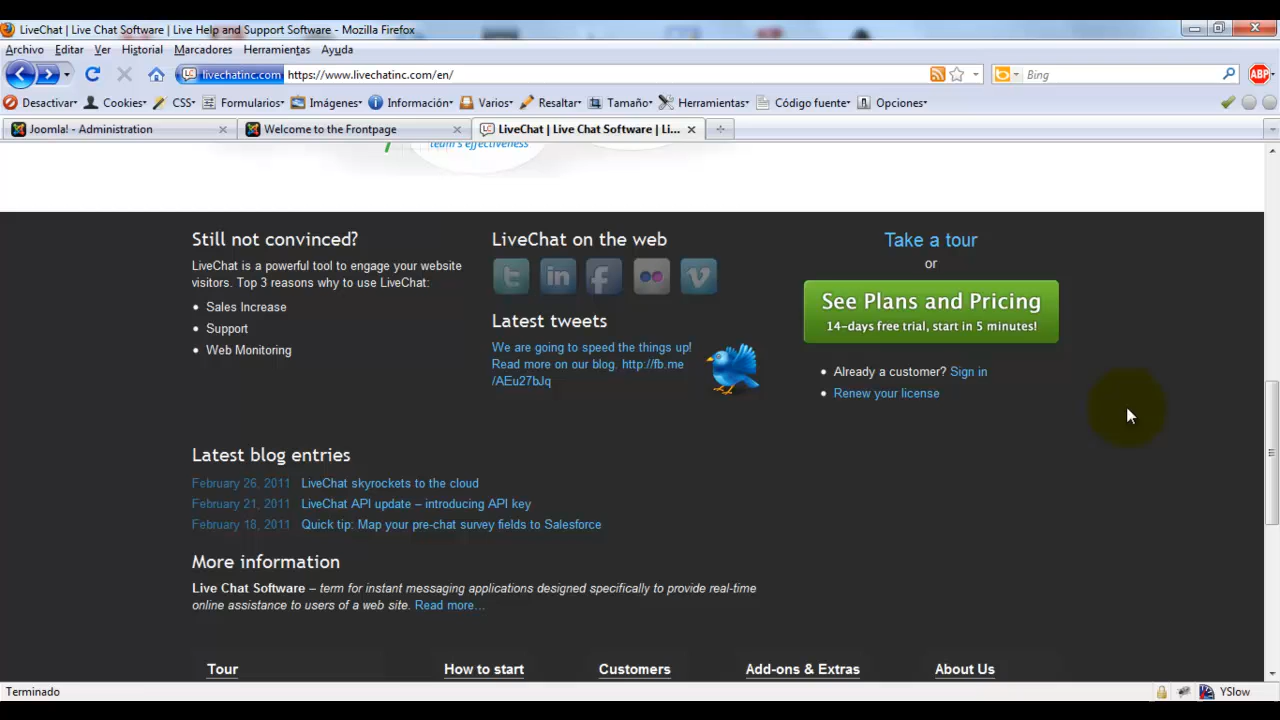 LiveChat | Live Chat Software | Live Help and Support Software - Mozilla Firefox
Archivo Editar Ver Historial Marcadores Herramientas Ayuda
livechatinc.com https://www.livechatinc.com/en/ Bing ABP
Desactivar Cookies CSS Formularios Imágenes Información Varios Resaltar Tamaño Herramientas Código fuente Opciones
Joomla! - Administration Welcome to the Frontpage LC LiveChat | Live Chat Software | Li...
team's effectiveness
Still not convinced?
LiveChat is a powerful tool to engage your website
visitors. Top 3 reasons why to use LiveChat:
Sales Increase
Support
Web Monitoring
LiveChat on the web
Latest tweets
We are going to speed the things up!
Read more on our blog. http://fb.me
/AEu27bJq
Take a tour
or
See Plans and Pricing
14-days free trial, start in 5 minutes!
Already a customer? Sign in
Renew your license
Latest blog entries
February 26, 2011 LiveChat skyrockets to the cloud
February 21, 2011 LiveChat API update – introducing API key
February 18, 2011 Quick tip: Map your pre-chat survey fields to Salesforce
More information
Live Chat Software – term for instant messaging applications designed specifically to provide real-time
online assistance to users of a web site. Read more...
Tour How to start Customers Add-ons & Extras About Us
Terminado YSlow